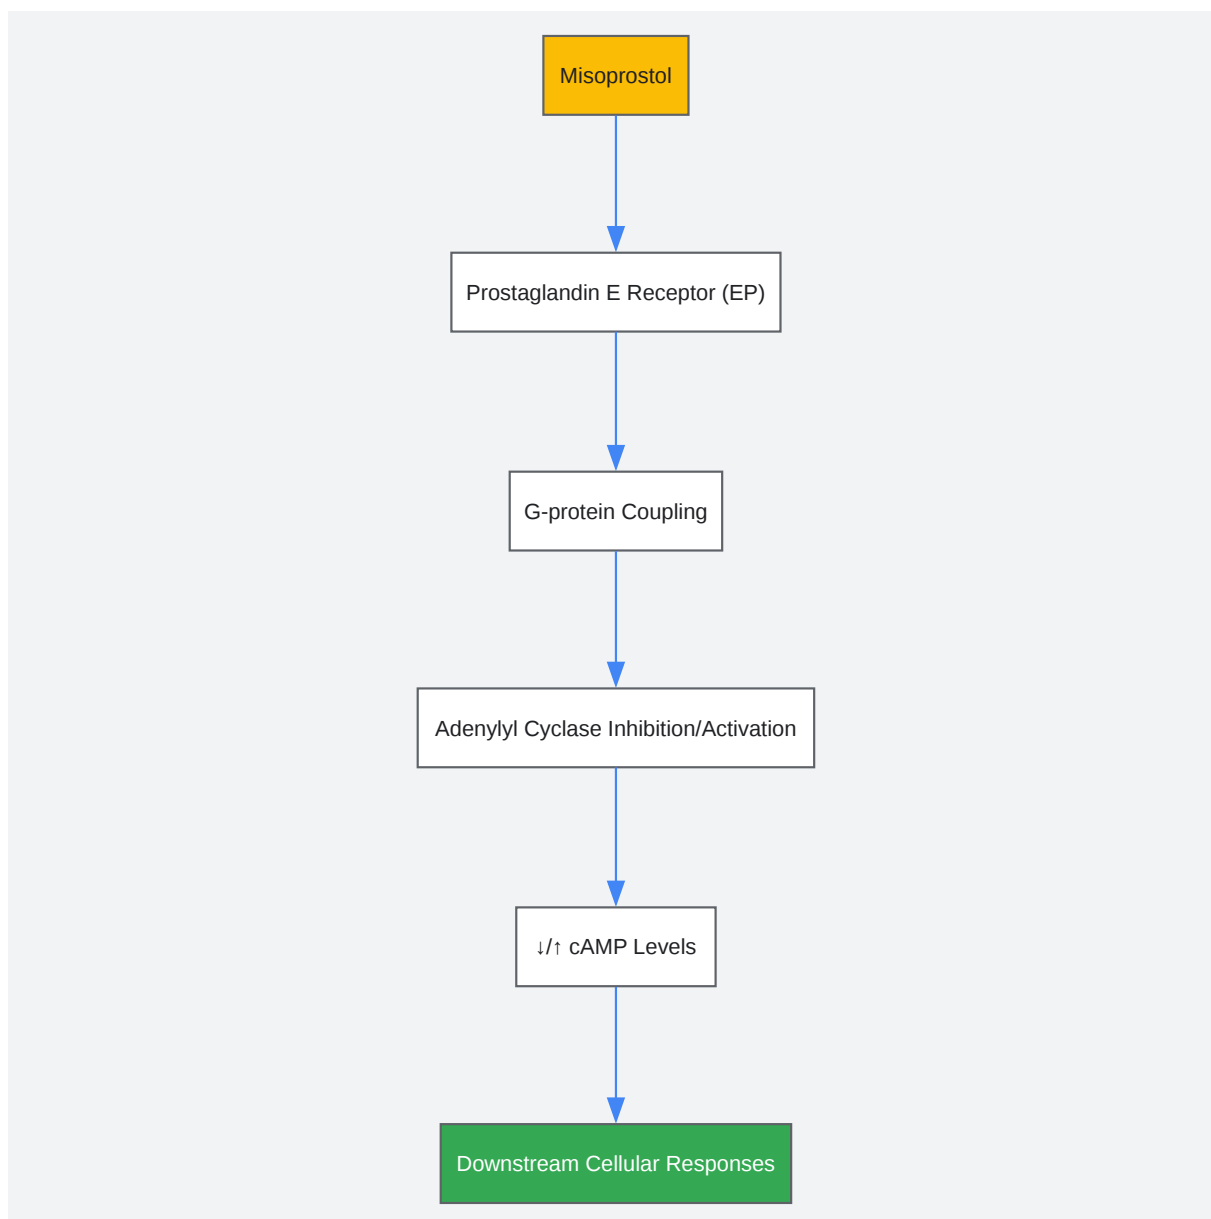 Misoprostol
Prostaglandin E Receptor (EP)
G-protein Coupling
Adenylyl Cyclase Inhibition/Activation
↓/↑ cAMP Levels
Downstream Cellular Responses